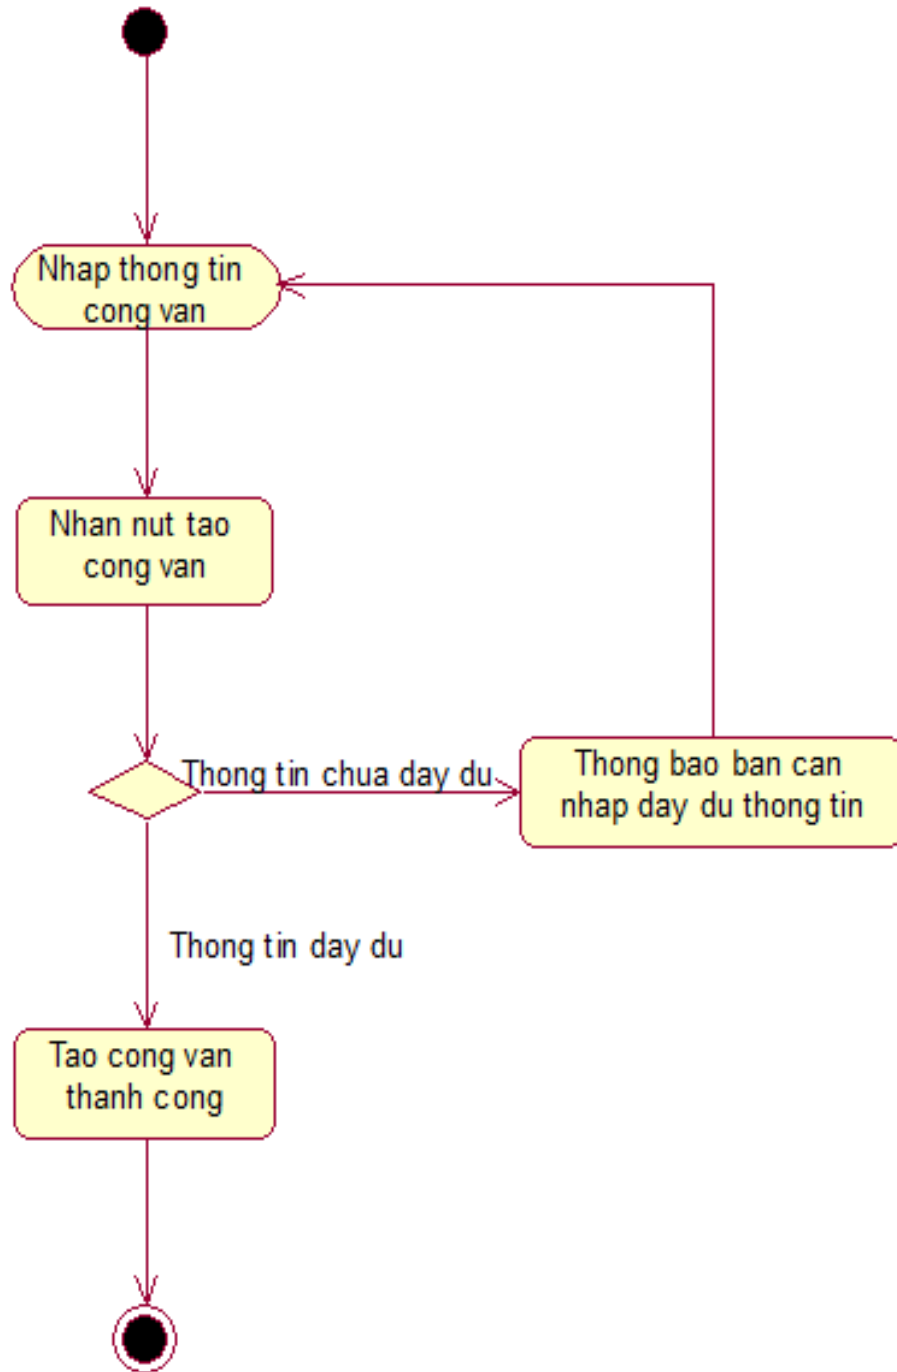 Nhap thong tin
cong van
Nhan nut tao
cong van
Thong tin chua day du
Thong bao ban can
nhap day du thong tin
Thong tin day du
Tao cong van
thanh cong